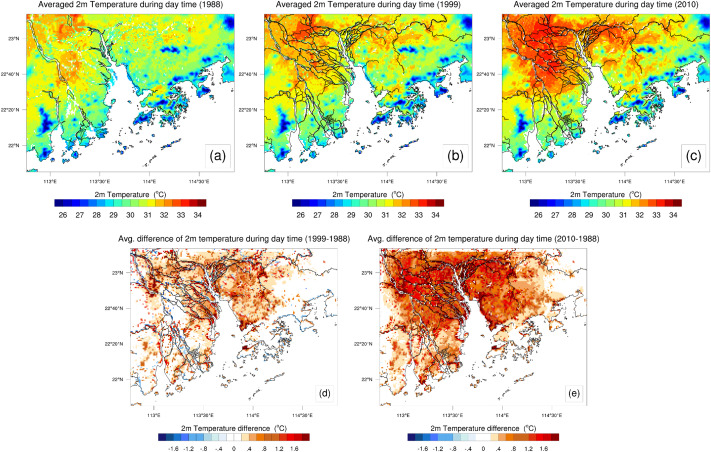 Averaged 2m Temperature during day time (1988)
Averaged 2m Temperature during day time (1999)
Averaged 2m Temperature during day time (2010)
23°N
22°40'N
22°20'N
22°N
113°E
113°30'E
114°E
114°30'E
(a)
23°N
22°40'N
22°20'N
22°N
113°E
113°30'E
114°E
114°30'E
(b)
23°N
22°40'N
22°20'N
22°N
113°E
113°30'E
114°E
114°30'E
(c)
2m Temperature (°C)
26 27 28 29 30 31 32 33 34
2m Temperature (°C)
26 27 28 29 30 31 32 33 34
2m Temperature (°C)
26 27 28 29 30 31 32 33 34
Avg. difference of 2m temperature during day time (1999-1988)
Avg. difference of 2m temperature during day time (2010-1988)
23°N
22°40'N
22°20'N
22°N
113°E
113°30'E
114°E
114°30'E
(d)
23°N
22°40'N
22°20'N
22°N
113°E
113°30'E
114°E
114°30'E
(e)
2m Temperature difference (°C)
-1.6 -1.2 -.8 -.4 0 .4 .8 1.2 1.6
2m Temperature difference (°C)
-1.6 -1.2 -.8 -.4 0 .4 .8 1.2 1.6